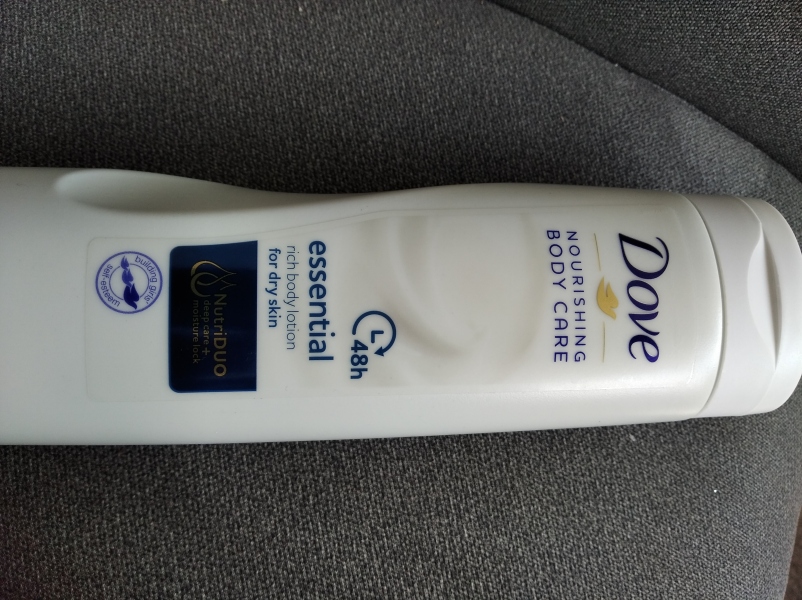 Dove
NOURISHING
BODY CARE
48h
essential
rich body lotion
for dry skin
NutriDUO
deep care +
moisture lock
building girls'
self-esteem